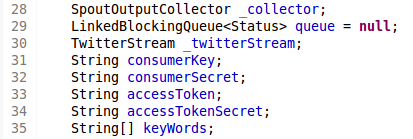 28 SpoutOutputCollector _collector;
29 LinkedBlockingQueue<Status> queue = null;
30 TwitterStream _twitterStream;
31 String consumerKey;
32 String consumerSecret;
33 String accessToken;
34 String accessTokenSecret;
35 String[] keyWords;